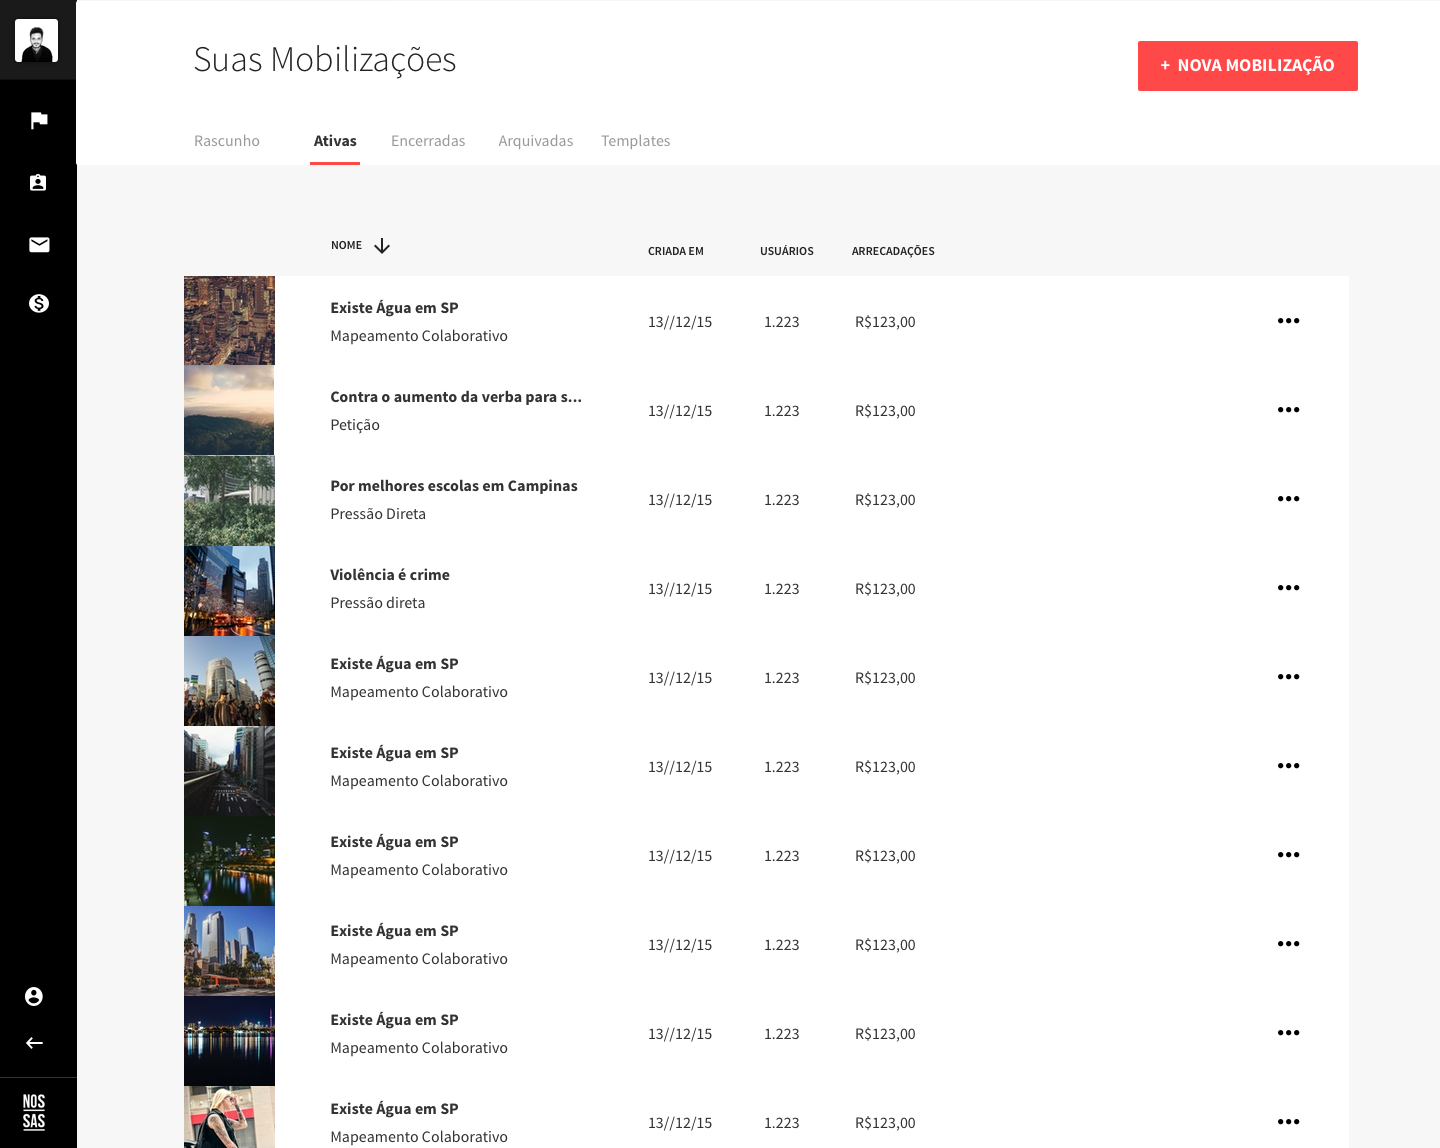 Suas Mobilizações
+ NOVA MOBILIZAÇÃO
Rascunho Ativas Encerradas Arquivadas Templates
NOME CRIADA EM USUÁRIOS ARRECADAÇÕES
Existe Água em SP
Mapeamento Colaborativo
13//12/15 1.223 R$123,00
Contra o aumento da verba para s...
Petição
13//12/15 1.223 R$123,00
Por melhores escolas em Campinas
Pressão Direta
13//12/15 1.223 R$123,00
Violência é crime
Pressão direta
13//12/15 1.223 R$123,00
Existe Água em SP
Mapeamento Colaborativo
13//12/15 1.223 R$123,00
Existe Água em SP
Mapeamento Colaborativo
13//12/15 1.223 R$123,00
Existe Água em SP
Mapeamento Colaborativo
13//12/15 1.223 R$123,00
Existe Água em SP
Mapeamento Colaborativo
13//12/15 1.223 R$123,00
Existe Água em SP
Mapeamento Colaborativo
13//12/15 1.223 R$123,00
Existe Água em SP
Mapeamento Colaborativo
13//12/15 1.223 R$123,00
NOS
SAS